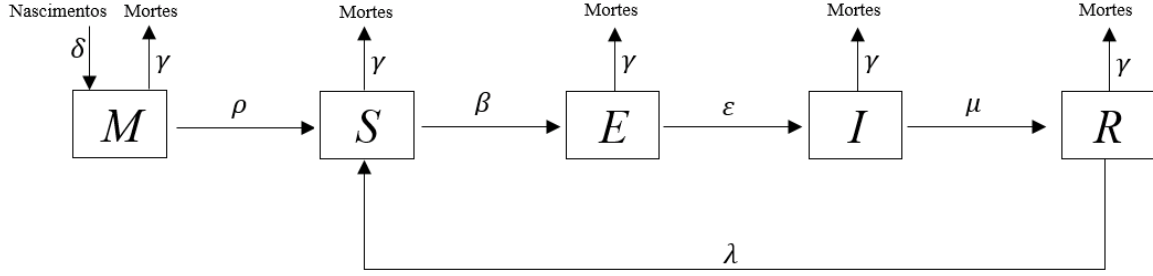 Nascimentos Mortes Mortes Mortes Mortes Mortes
δ γ γ γ γ γ
M ρ S β E ε I μ R
λ